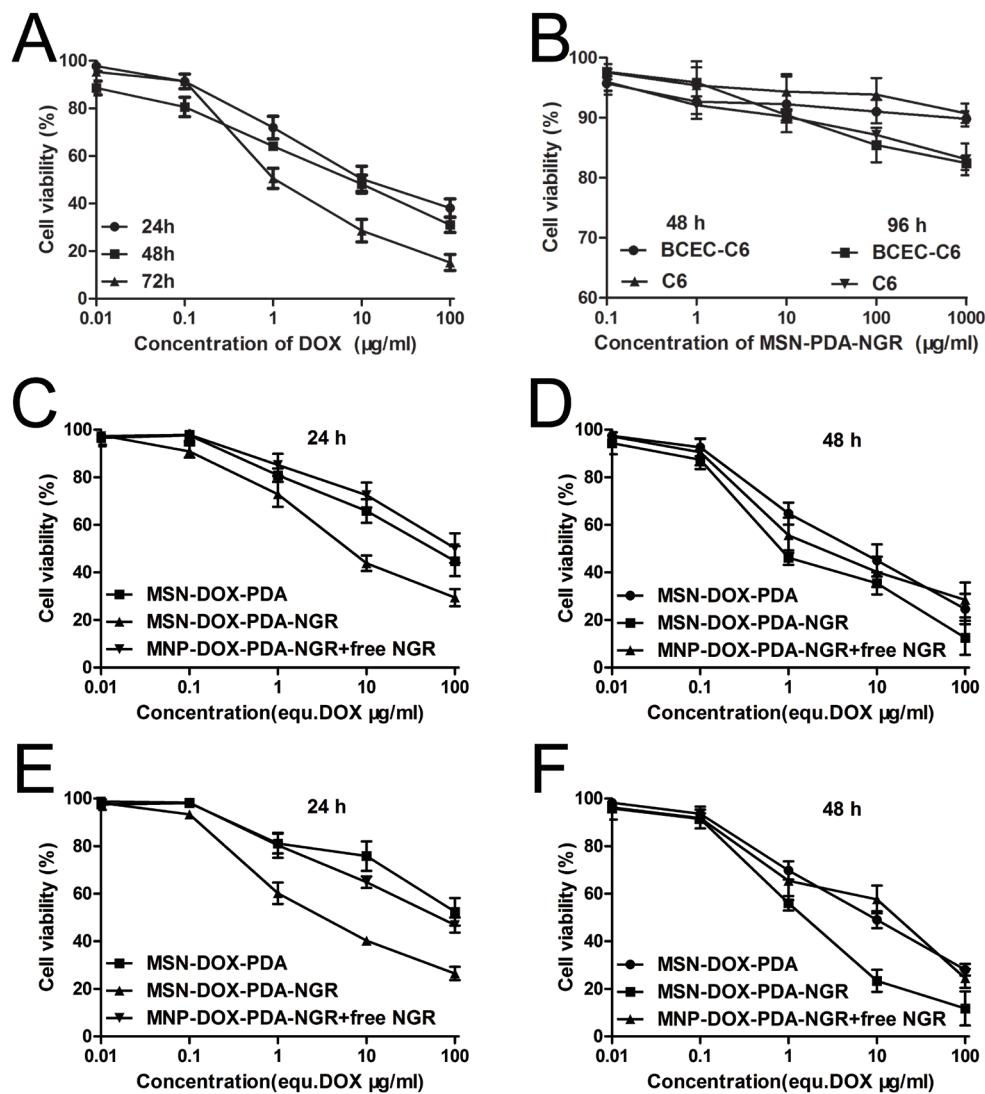 A
Cell viability (%)
100
80
60
40
20
0
24h
48h
72h
0.01 0.1 1 10 100
Concentration of DOX (μg/ml)
B
Cell viability (%)
100
90
80
70
60
48 h 96 h
BCEC-C6 BCEC-C6
C6 C6
0.1 1 10 100 1000
Concentration of MSN-PDA-NGR (μg/ml)
C
24 h
Cell viability (%)
100
80
60
40
20
0
MSN-DOX-PDA
MSN-DOX-PDA-NGR
MNP-DOX-PDA-NGR+free NGR
0.01 0.1 1 10 100
Concentration(equ.DOX μg/ml)
D
48 h
Cell viability (%)
100
80
60
40
20
0
MSN-DOX-PDA
MSN-DOX-PDA-NGR
MNP-DOX-PDA-NGR+free NGR
0.01 0.1 1 10 100
Concentration(equ.DOX μg/ml)
E
24 h
Cell viability (%)
100
80
60
40
20
0
MSN-DOX-PDA
MSN-DOX-PDA-NGR
MNP-DOX-PDA-NGR+free NGR
0.01 0.1 1 10 100
Concentration(equ.DOX μg/ml)
F
48 h
Cell viability (%)
100
80
60
40
20
0
MSN-DOX-PDA
MSN-DOX-PDA-NGR
MNP-DOX-PDA-NGR+free NGR
0.01 0.1 1 10 100
Concentration(equ.DOX μg/ml)